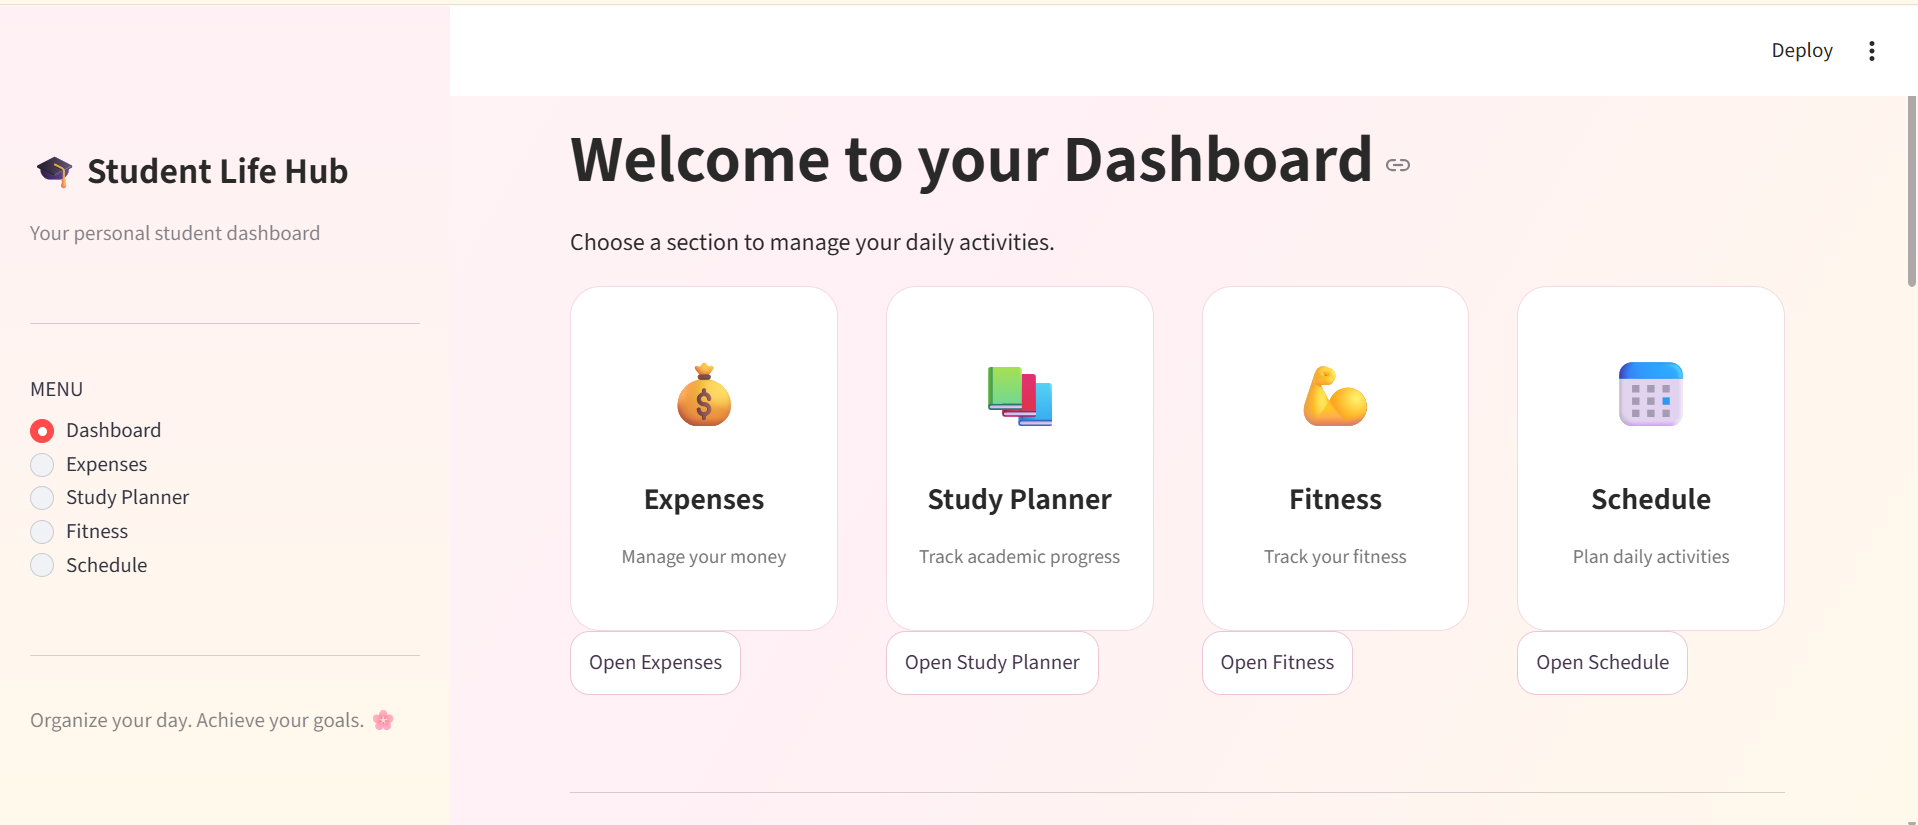 Deploy
🎓 Student Life Hub
Your personal student dashboard
MENU
Dashboard
Expenses
Study Planner
Fitness
Schedule
Organize your day. Achieve your goals. 🌸
Welcome to your Dashboard
Choose a section to manage your daily activities.
Expenses
Manage your money
Open Expenses
Study Planner
Track academic progress
Open Study Planner
Fitness
Track your fitness
Open Fitness
Schedule
Plan daily activities
Open Schedule